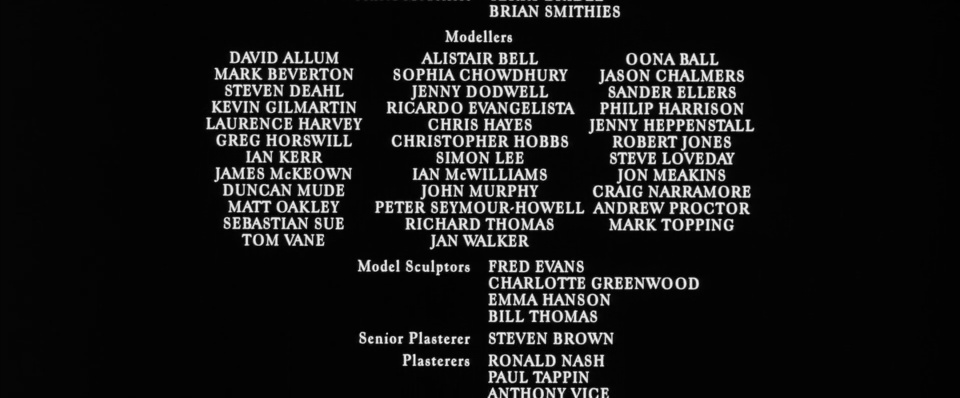 BRIAN SMITHIES
Modellers
DAVID ALLUM ALISTAIR BELL OONA BALL
MARK BEVERTON SOPHIA CHOWDHURY JASON CHALMERS
STEVEN DEAHL JENNY DODWELL SANDER ELLERS
KEVIN GILMARTIN RICARDO EVANGELISTA PHILIP HARRISON
LAURENCE HARVEY CHRIS HAYES JENNY HEPPENSTALL
GREG HORSWILL CHRISTOPHER HOBBS ROBERT JONES
IAN KERR SIMON LEE STEVE LOVEDAY
JAMES McKEOWN IAN McWILLIAMS JON MEAKINS
DUNCAN MUDE JOHN MURPHY CRAIG NARRAMORE
MATT OAKLEY PETER SEYMOUR-HOWELL ANDREW PROCTOR
SEBASTIAN SUE RICHARD THOMAS MARK TOPPING
TOM VANE JAN WALKER
Model Sculptors FRED EVANS
CHARLOTTE GREENWOOD
EMMA HANSON
BILL THOMAS
Senior Plasterer STEVEN BROWN
Plasterers RONALD NASH
PAUL TAPPIN
ANTHONY VICE